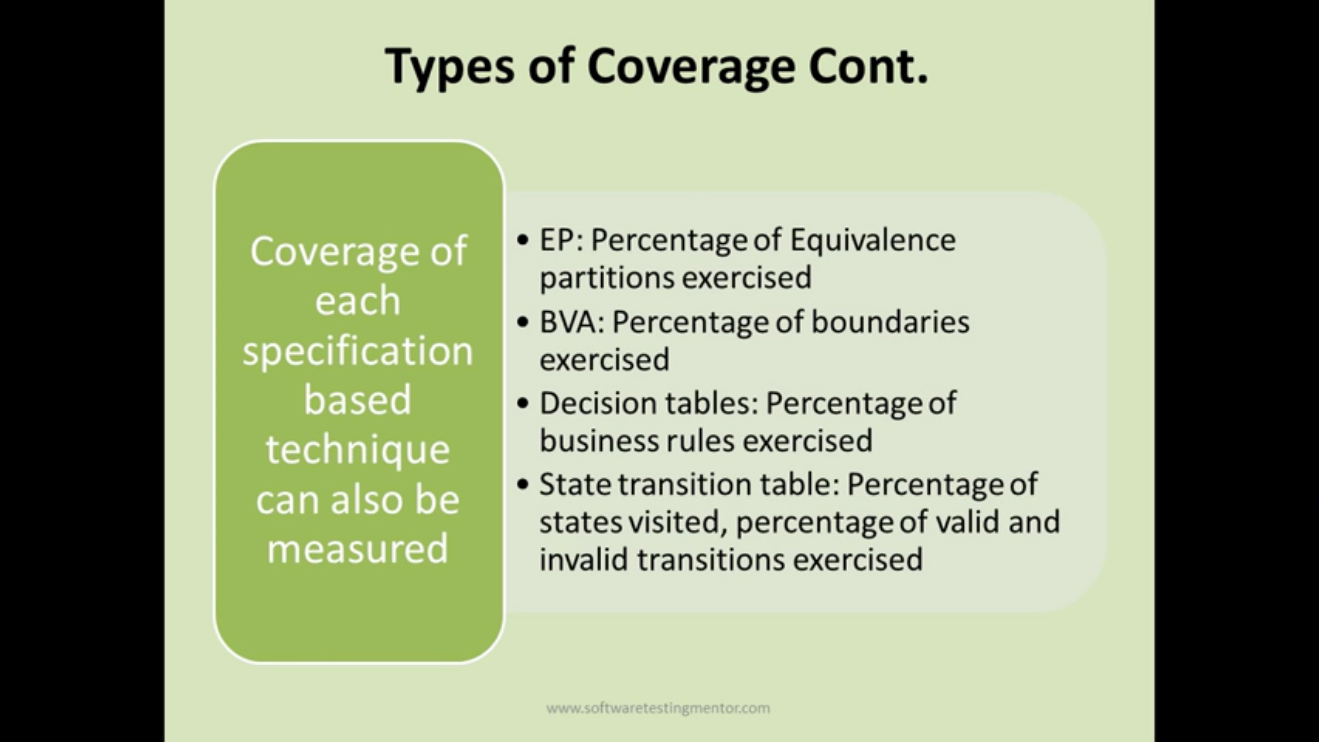 Types of Coverage Cont.
Coverage of
each
specification
based
technique
can also be
measured
• EP: Percentage of Equivalence
partitions exercised
• BVA: Percentage of boundaries
exercised
• Decision tables: Percentage of
business rules exercised
• State transition table: Percentage of
states visited, percentage of valid and
invalid transitions exercised
www.softwaretestingmentor.com